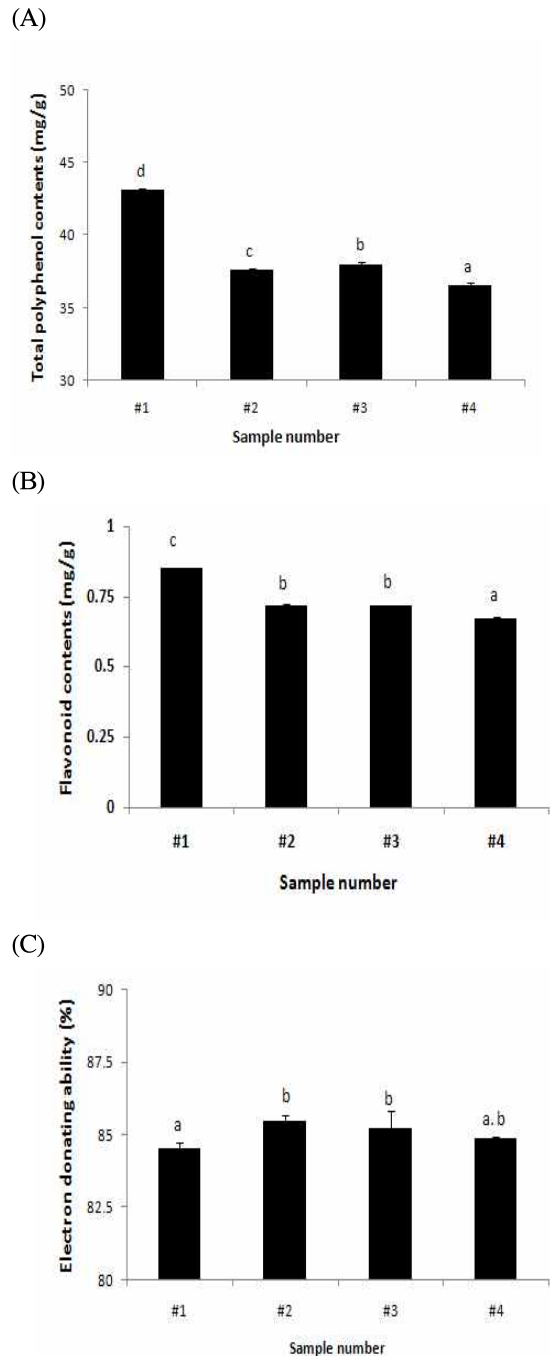 (A)
Total polyphenol contents (mg/g)
50
45
40
35
30
d
c
b
a
#1 #2 #3 #4
Sample number
(B)
Flavonoid contents (mg/g)
1
0.75
0.5
0.25
0
c
b
b
a
#1 #2 #3 #4
Sample number
(C)
Electron donating ability (%)
90
87.5
85
82.5
80
a
b
b
a.b
#1 #2 #3 #4
Sample number